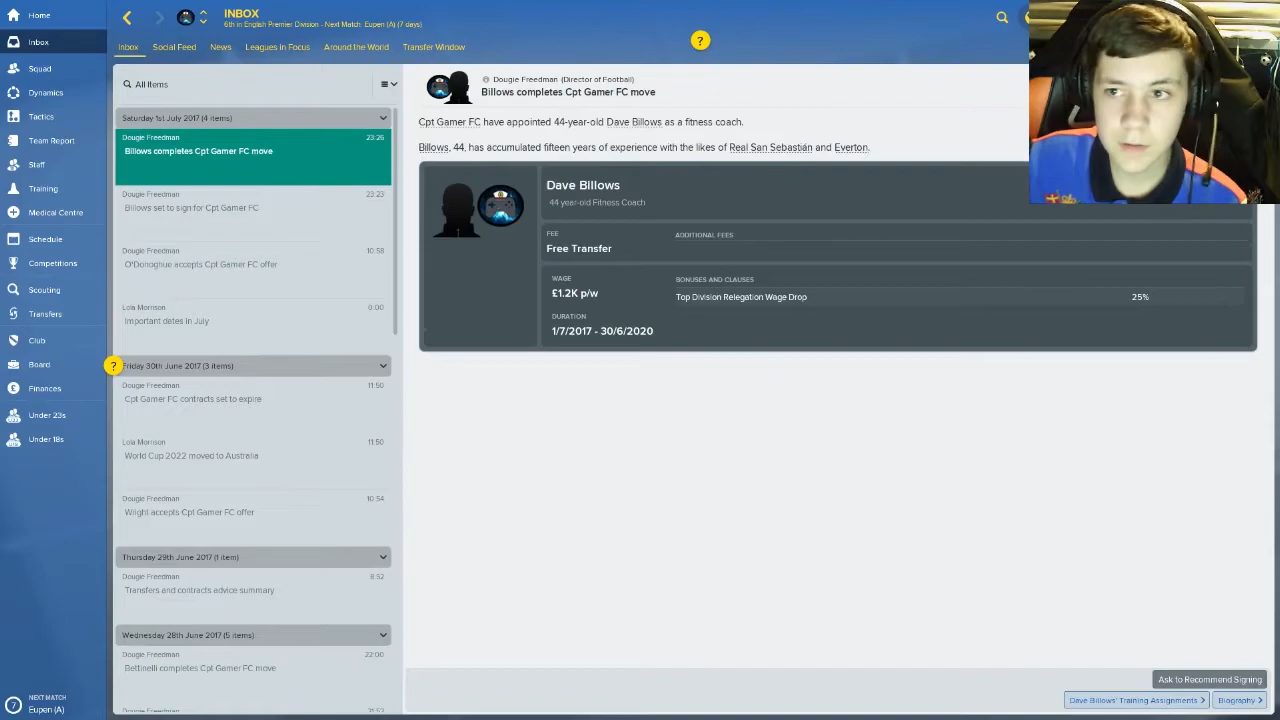 Home
Inbox
Squad
Dynamics
Tactics
Team Report
Staff
Training
Medical Centre
Schedule
Competitions
Scouting
Transfers
Club
Board
Finances
Under 23s
Under 18s
NEXT MATCH
Eupen (A)
INBOX
6th in English Premier Division - Next Match: Eupen (A) (7 days)
Inbox Social Feed News Leagues in Focus Around the World Transfer Window
?
All Items
Saturday 1st July 2017 (4 items)
Dougie Freedman 23:26
Billows completes Cpt Gamer FC move
Dougie Freedman 23:23
Billows set to sign for Cpt Gamer FC
Dougie Freedman 10:58
O'Donoghue accepts Cpt Gamer FC offer
Lola Morrison 0:00
Important dates in July
?
Friday 30th June 2017 (3 items)
Dougie Freedman 11:50
Cpt Gamer FC contracts set to expire
Lola Morrison 11:50
World Cup 2022 moved to Australia
Dougie Freedman 10:54
Wright accepts Cpt Gamer FC offer
Thursday 29th June 2017 (1 item)
Dougie Freedman 8:52
Transfers and contracts advice summary
Wednesday 28th June 2017 (5 items)
Dougie Freedman 22:00
Bettinelli completes Cpt Gamer FC move
Dougie Freedman (Director of Football)
Billows completes Cpt Gamer FC move
Cpt Gamer FC have appointed 44-year-old Dave Billows as a fitness coach.
Billows, 44, has accumulated fifteen years of experience with the likes of Real San Sebastián and Everton.
Dave Billows
44 year-old Fitness Coach
FEE
Free Transfer
ADDITIONAL FEES
WAGE
£1.2K p/w
BONUSES AND CLAUSES
Top Division Relegation Wage Drop 25%
DURATION
1/7/2017 - 30/6/2020
Ask to Recommend Signing
Dave Billows' Training Assignments
Biography